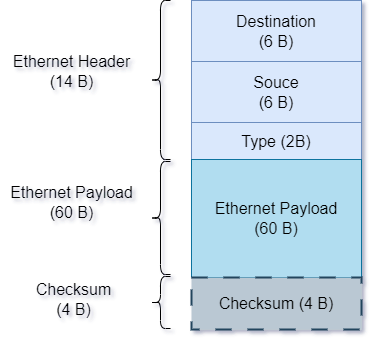 Ethernet Header
(14 B)
Destination
(6 B)
Souce
(6 B)
Type (2B)
Ethernet Payload
(60 B)
Ethernet Payload
(60 B)
Checksum
(4 B)
Checksum (4 B)